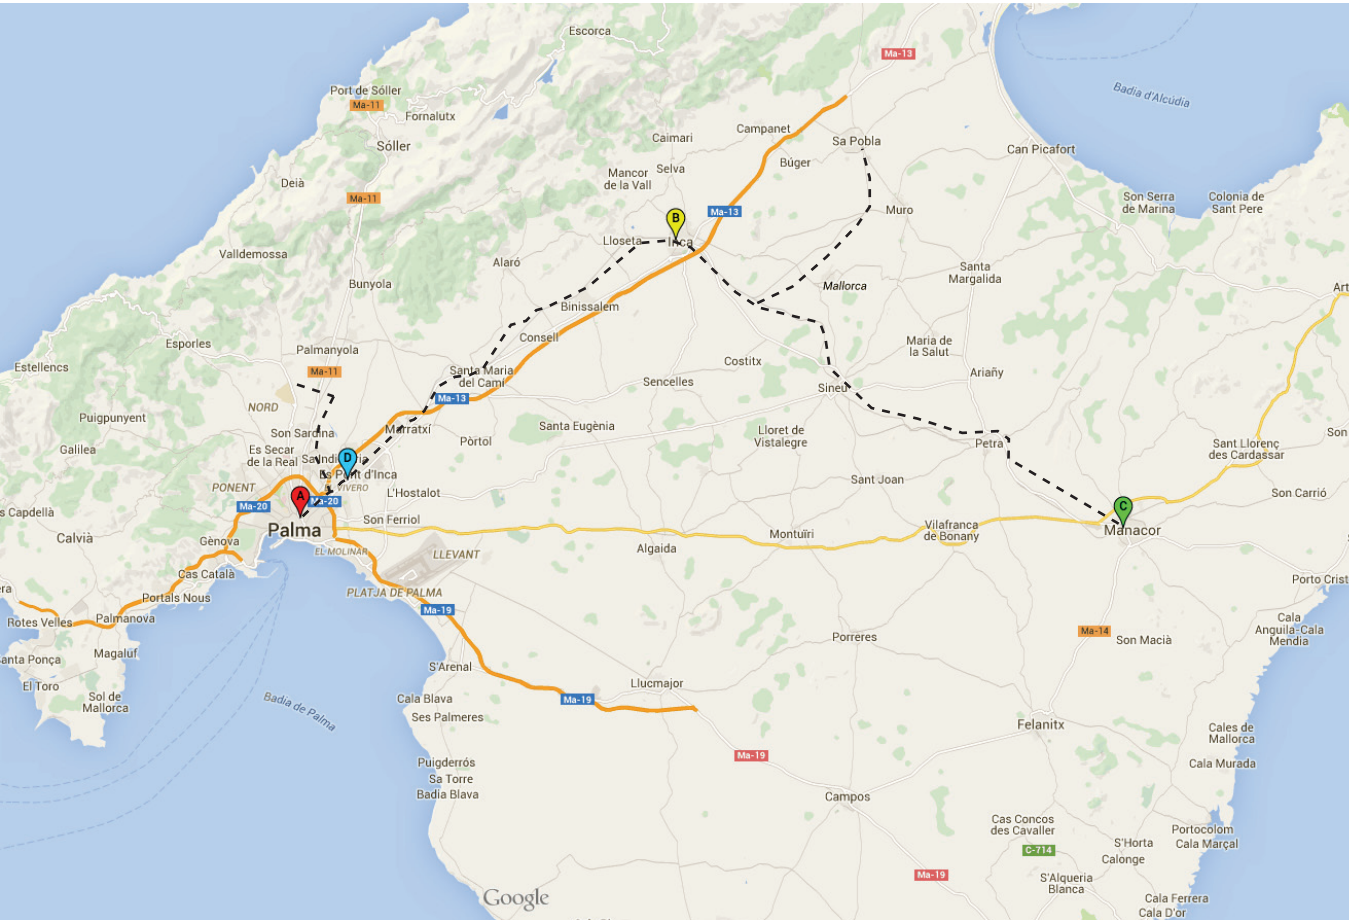 Escorca
Ma-13
Port de Sóller
Ma-11
Badia d'Alcúdia
Fornalutx
Campanet
Caimari
Sa Pobla
Sóller
Can Picafort
Búger
Selva
Mancor
de la Vall
Deià
Ma-11
Son Serra
de Marina
Colonia de
Sant Pere
Ma-13
Muro
B
Lloseta
Inca
Valldemossa
Alaró
Santa
Margalida
Bunyola
Mallorca
Art
Binissalem
Consell
Esporles
Palmanyola
Maria de
la Salut
Costitx
Estellencs
Ma-11
Santa Maria
del Camí
Ariañy
Sencelles
Sineu
Ma-13
NORD
Puigpunyent
Marratxí
Santa Eugènia
Son Sardina
Pòrtol
Lloret de
Vistalegre
Petra
Son
Galilea
Es Secar
de la Real
Sa Indi
D
Sant Llorenç
des Cardassar
Es Pont d'Inca
PONENT
VIVERO
Sant Joan
L'Hostalot
Son Carrió
A
Ma-20
Ma-20
C
s Capdellà
Palma
Son Ferriol
Vilafranca
de Bonany
Manacor
Montuïri
Calvià
Gènova
EL MOLINAR
LLEVANT
Algaida
Cas Català
Porto Crist
era
Portals Nous
PLATJA DE PALMA
Ma-19
Rotes Velles
Palmanova
Cala
Anguila-Cala
Mendia
Ma-14
Son Macià
Porreres
Magaluf
anta Ponça
S'Arenal
El Toro
Llucmajor
Sol de
Mallorca
Badia de Palma
Cala Blava
Ma-19
Ses Palmeres
Felanitx
Cales de
Mallorca
Ma-19
Puigderrós
Cala Murada
Sa Torre
Badia Blava
Campos
Cas Concos
des Cavaller
Portocolom
Cala Marçal
S'Horta
C-714
Calonge
Ma-19
S'Alqueria
Blanca
Google
Cala Ferrera
Cala D'or